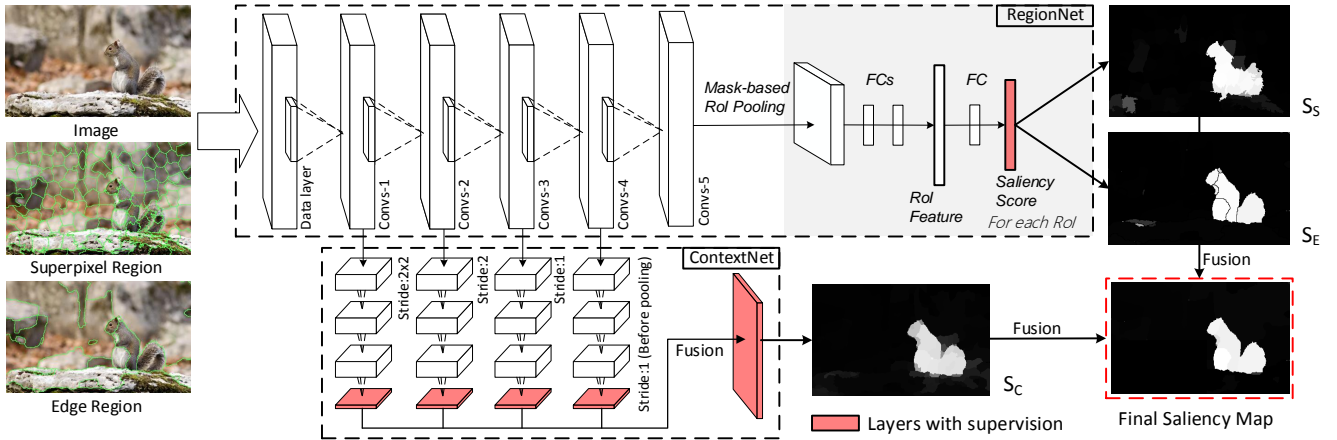 Image
Superpixel Region
Edge Region
RegionNet
Data layer
Convs-1
Convs-2
Convs-3
Convs-4
Convs-5
Mask-based
RoI Pooling
FCs
RoI
Feature
FC
Saliency
Score
For each RoI
S_S
S_E
Fusion
ContextNet
Stride:2x2
Stride:2
Stride:1
Stride:1 (Before pooling)
Fusion
S_C
Fusion
Layers with supervision
Final Saliency Map